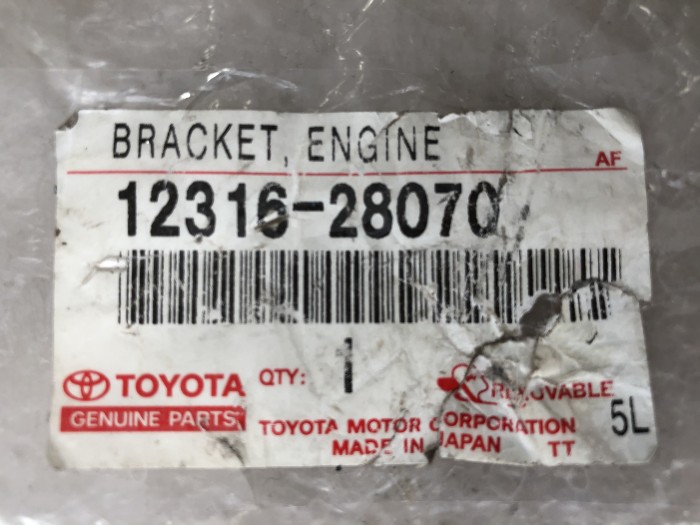 BRACKET, ENGINE
AF
12316-28070
TOYOTA QTY: 1 REMOVABLE
GENUINE PARTS TOYOTA MOTOR CORPORATION 5L
MADE IN JAPAN TT